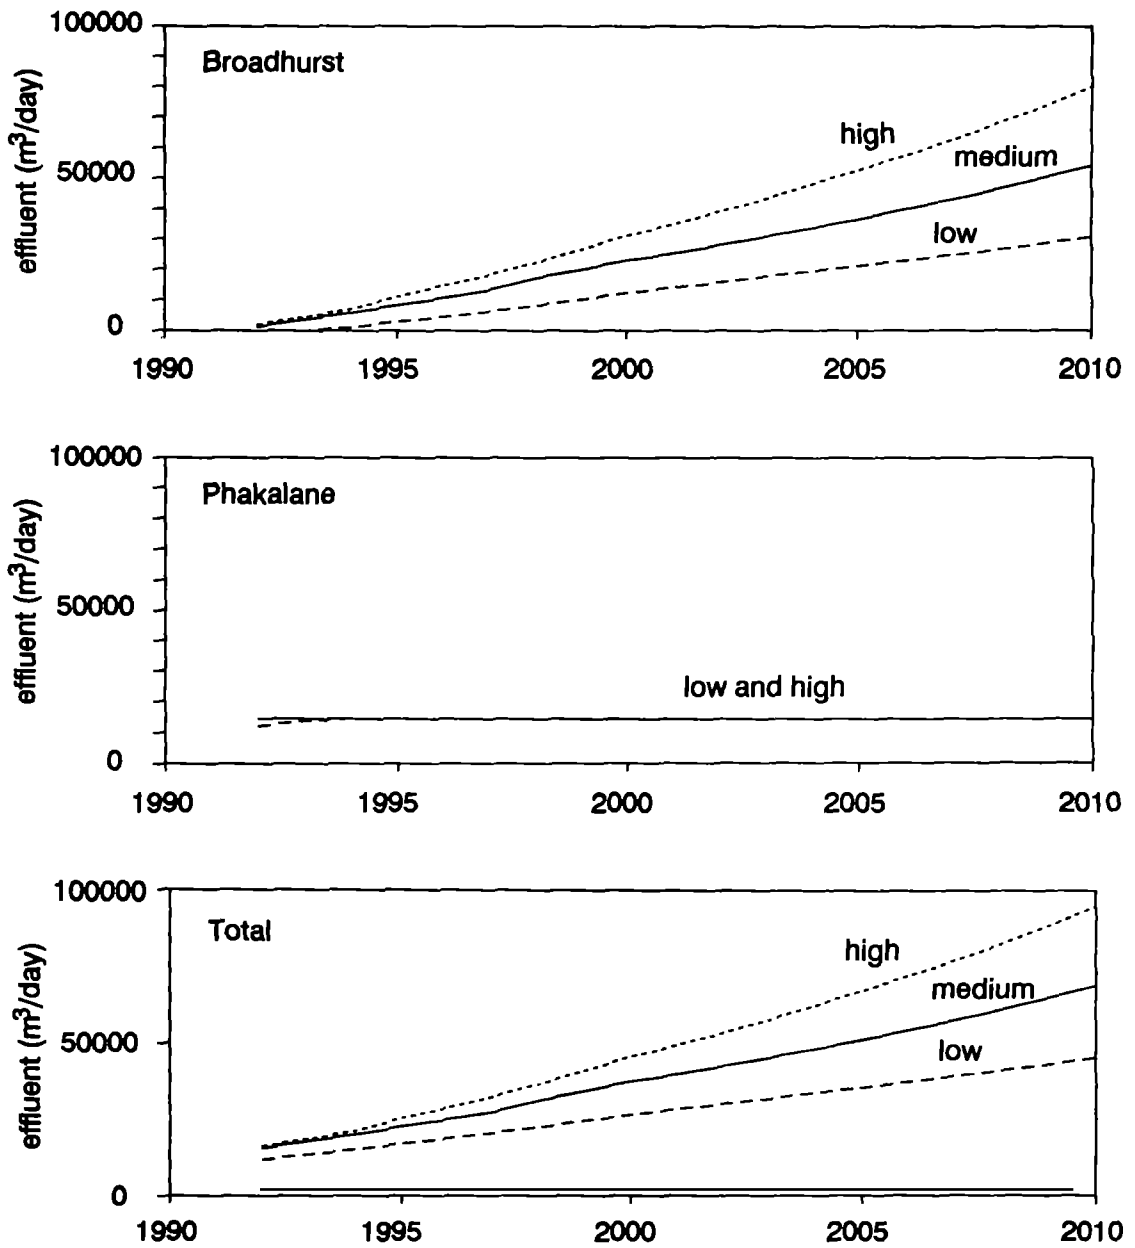 100000
Broadhurst
effluent (m³/day)
high
medium
50000
low
0
1990 1995 2000 2005 2010
100000
Phakalane
effluent (m³/day)
50000
low and high
0
1990 1995 2000 2005 2010
100000
Total
effluent (m³/day)
high
medium
50000
low
0
1990 1995 2000 2005 2010